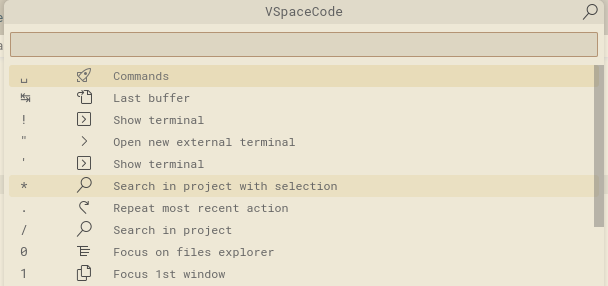 VSpaceCode
␣ Commands
↹ Last buffer
! Show terminal
" Open new external terminal
' Show terminal
* Search in project with selection
. Repeat most recent action
/ Search in project
0 Focus on files explorer
1 Focus 1st window